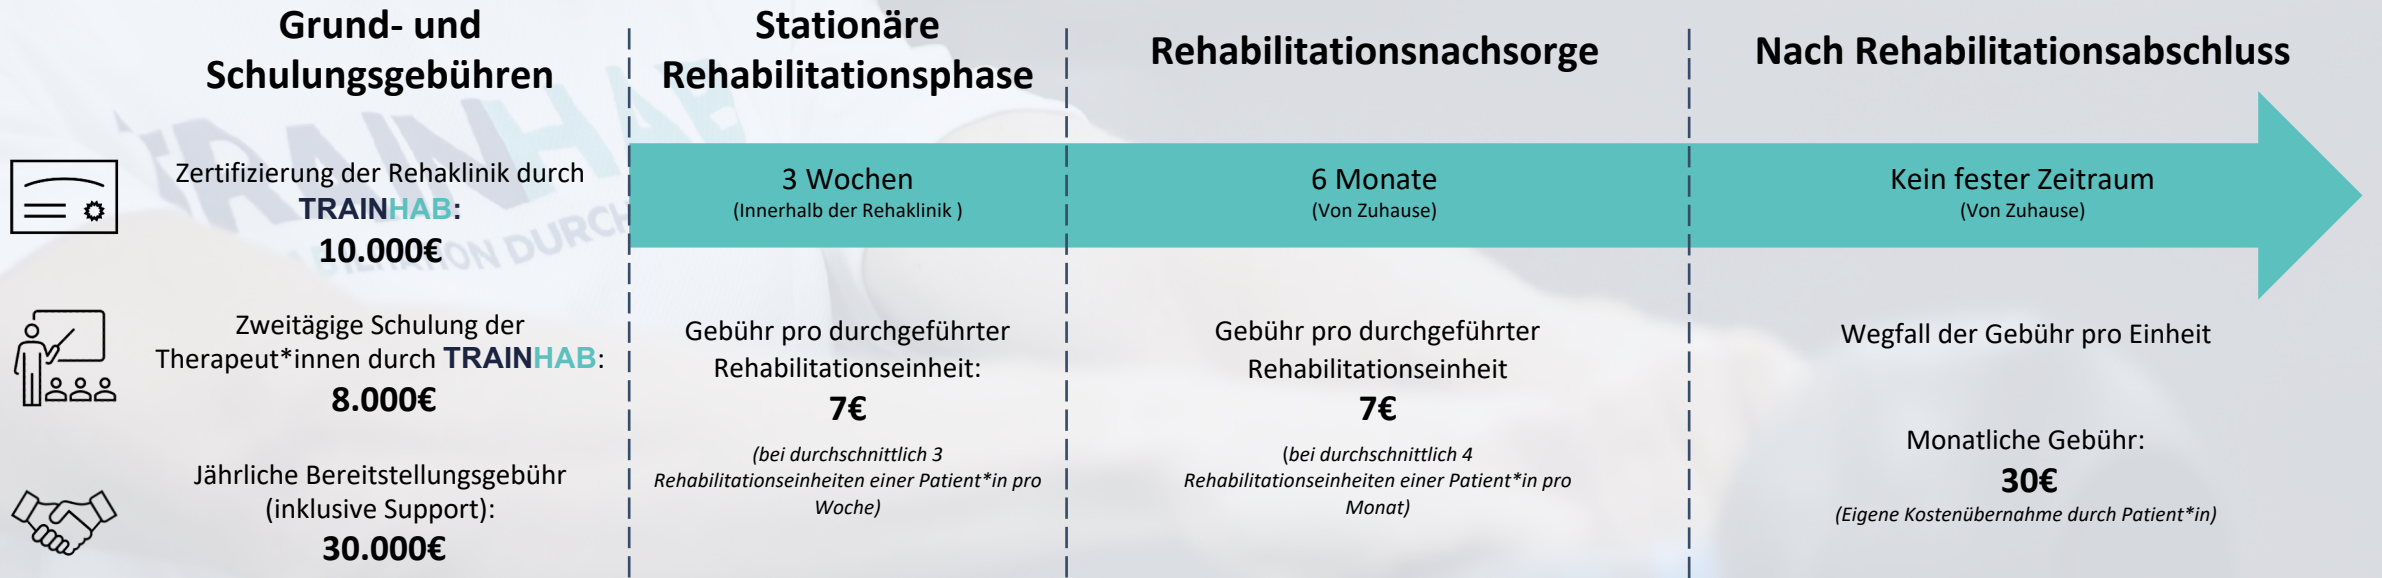 Grund- und
Schulungsgebühren
Zertifizierung der Rehaklinik durch
TRAINHAB:
10.000€
Zweitägige Schulung der
Therapeut*innen durch TRAINHAB:
8.000€
Jährliche Bereitstellungsgebühr
(inklusive Support):
30.000€
Stationäre
Rehabilitationsphase
3 Wochen
(Innerhalb der Rehaklinik )
Gebühr pro durchgeführter
Rehabilitationseinheit:
7€
(bei durchschnittlich 3
Rehabilitationseinheiten einer Patient*in pro
Woche)
Rehabilitationsnachsorge
6 Monate
(Von Zuhause)
Gebühr pro durchgeführter
Rehabilitationseinheit
7€
(bei durchschnittlich 4
Rehabilitationseinheiten einer Patient*in pro
Monat)
Nach Rehabilitationsabschluss
Kein fester Zeitraum
(Von Zuhause)
Wegfall der Gebühr pro Einheit
Monatliche Gebühr:
30€
(Eigene Kostenübernahme durch Patient*in)
TRAINHAB
DURCH